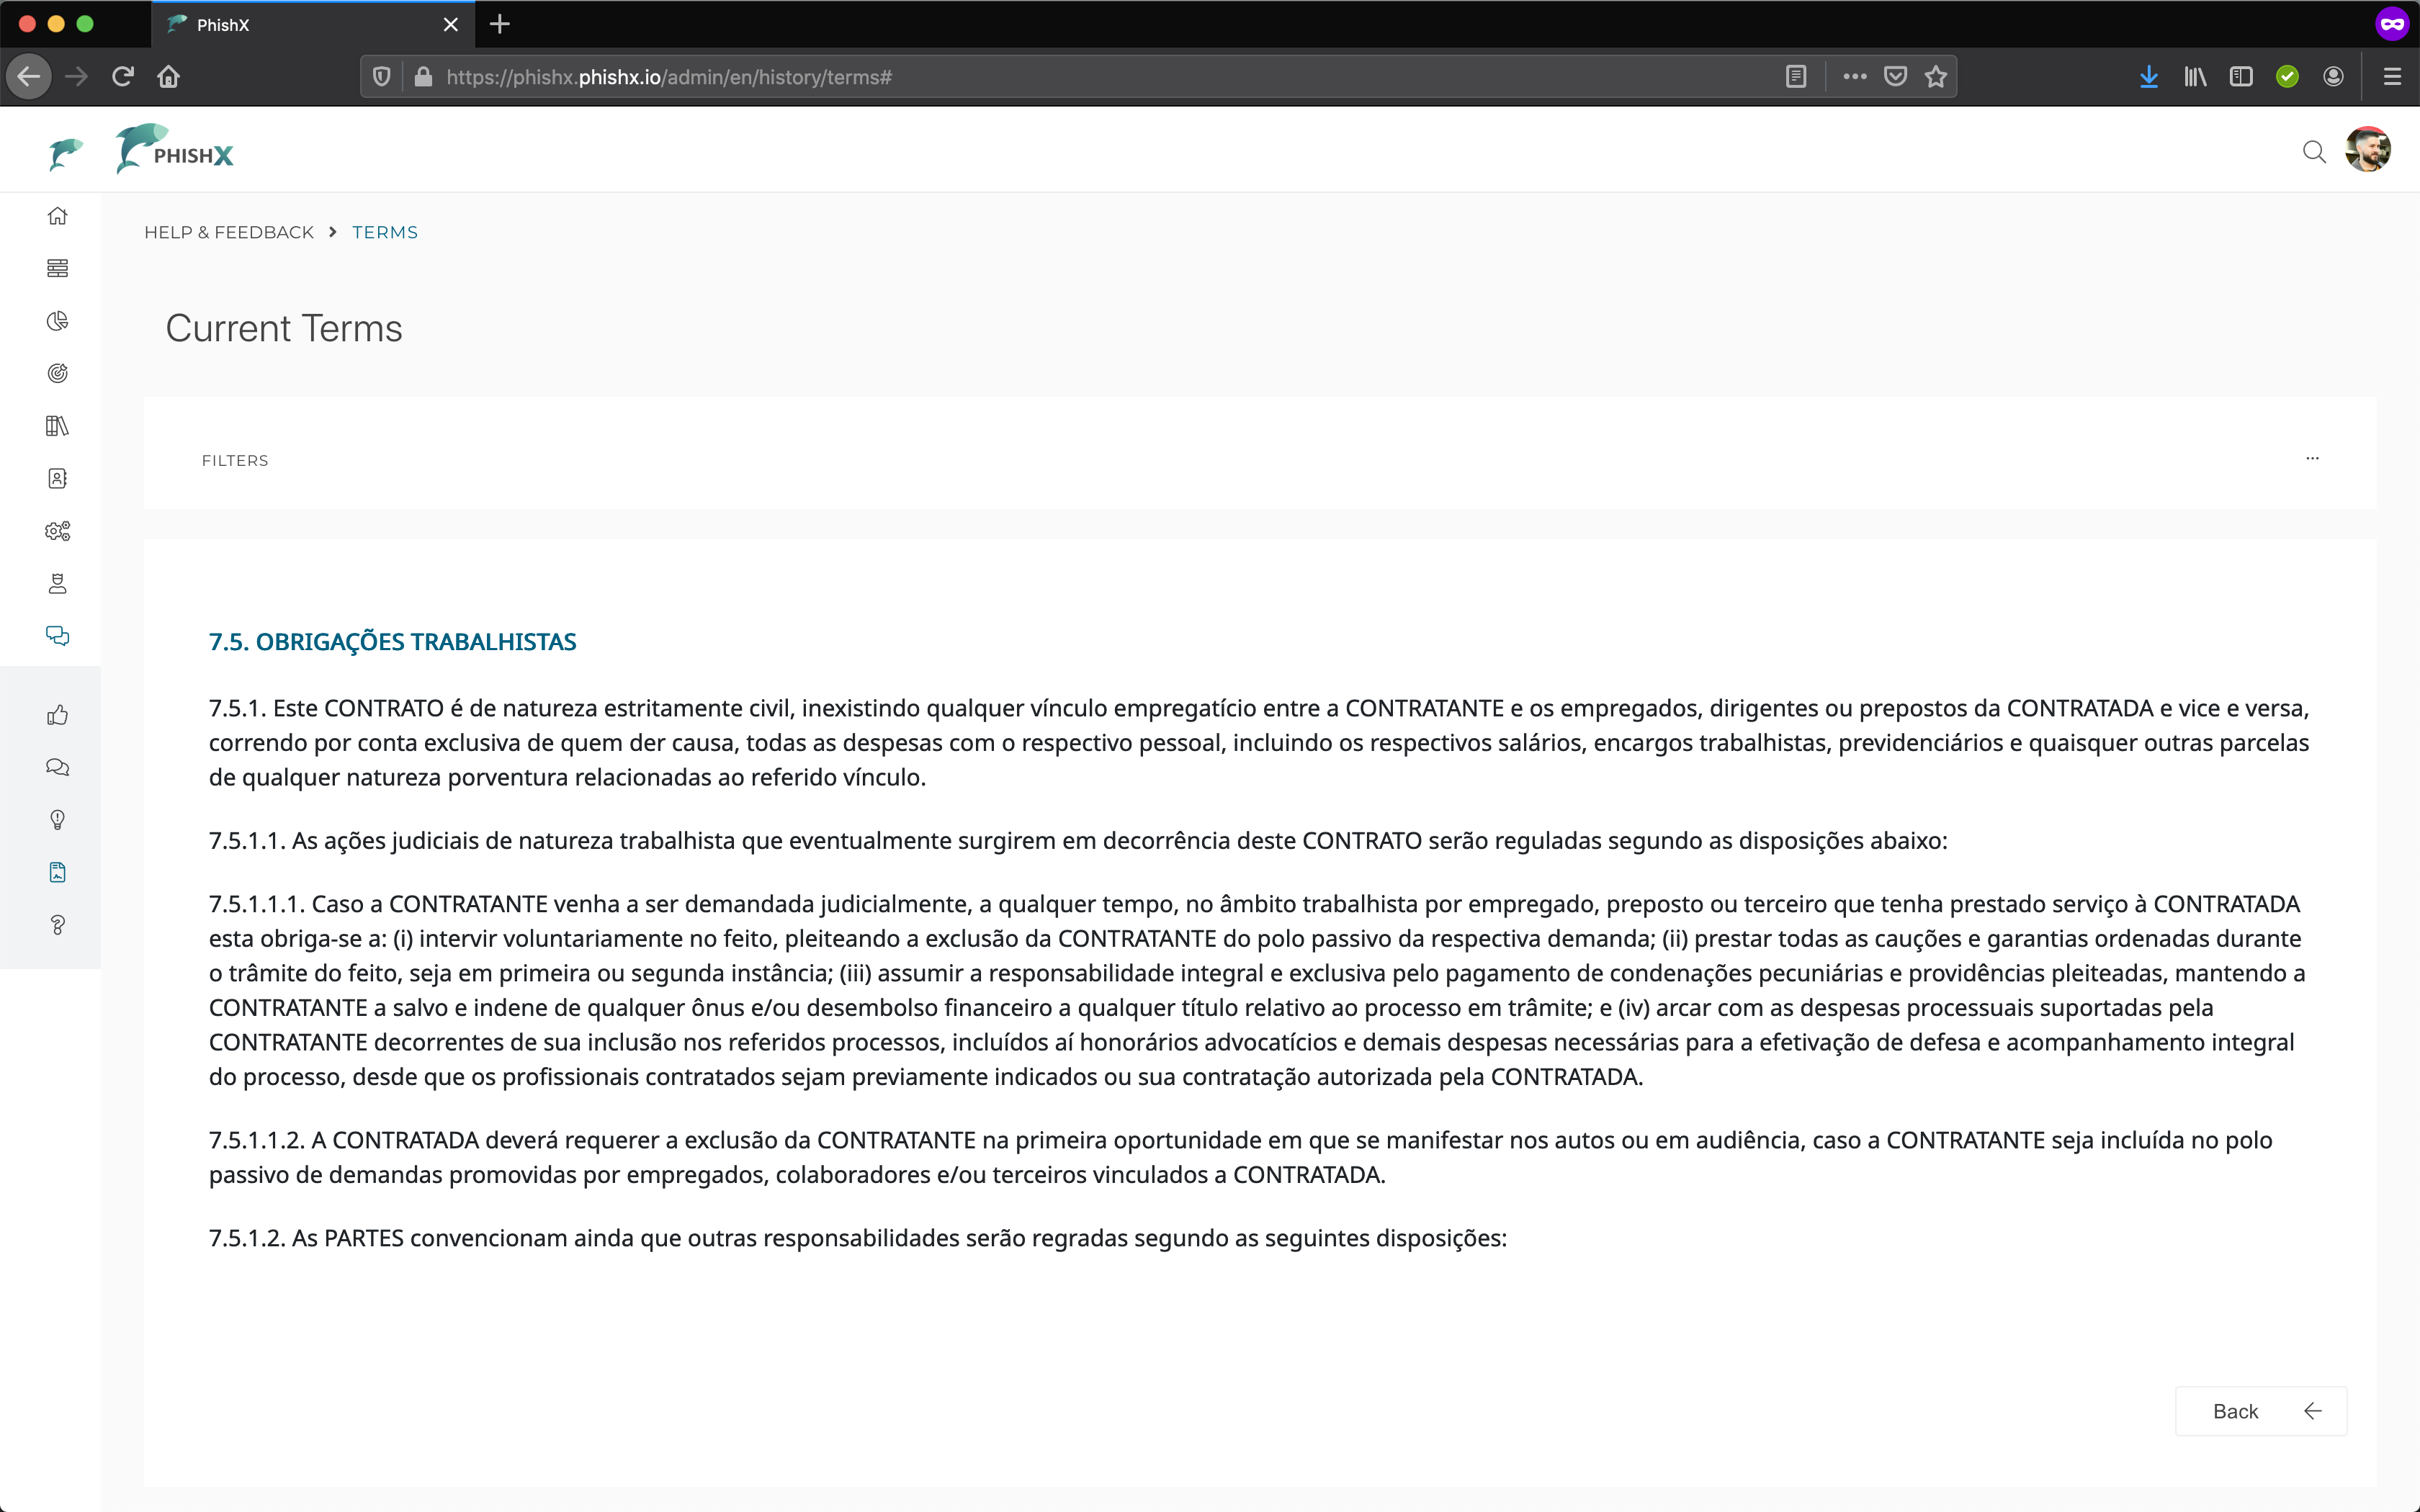 PhishX
https://phishx.phishx.io/admin/en/history/terms#
PHISHX
HELP & FEEDBACK > TERMS
Current Terms
FILTERS
...
7.5. OBRIGAÇÕES TRABALHISTAS
7.5.1. Este CONTRATO é de natureza estritamente civil, inexistindo qualquer vínculo empregatício entre a CONTRATANTE e os empregados, dirigentes ou prepostos da CONTRATADA e vice e versa,
correndo por conta exclusiva de quem der causa, todas as despesas com o respectivo pessoal, incluindo os respectivos salários, encargos trabalhistas, previdenciários e quaisquer outras parcelas
de qualquer natureza porventura relacionadas ao referido vínculo.
7.5.1.1. As ações judiciais de natureza trabalhista que eventualmente surgirem em decorrência deste CONTRATO serão reguladas segundo as disposições abaixo:
7.5.1.1.1. Caso a CONTRATANTE venha a ser demandada judicialmente, a qualquer tempo, no âmbito trabalhista por empregado, preposto ou terceiro que tenha prestado serviço à CONTRATADA
esta obriga-se a: (i) intervir voluntariamente no feito, pleiteando a exclusão da CONTRATANTE do polo passivo da respectiva demanda; (ii) prestar todas as cauções e garantias ordenadas durante
o trâmite do feito, seja em primeira ou segunda instância; (iii) assumir a responsabilidade integral e exclusiva pelo pagamento de condenações pecuniárias e providências pleiteadas, mantendo a
CONTRATANTE a salvo e indene de qualquer ônus e/ou desembolso financeiro a qualquer título relativo ao processo em trâmite; e (iv) arcar com as despesas processuais suportadas pela
CONTRATANTE decorrentes de sua inclusão nos referidos processos, incluídos aí honorários advocatícios e demais despesas necessárias para a efetivação de defesa e acompanhamento integral
do processo, desde que os profissionais contratados sejam previamente indicados ou sua contratação autorizada pela CONTRATADA.
7.5.1.1.2. A CONTRATADA deverá requerer a exclusão da CONTRATANTE na primeira oportunidade em que se manifestar nos autos ou em audiência, caso a CONTRATANTE seja incluída no polo
passivo de demandas promovidas por empregados, colaboradores e/ou terceiros vinculados a CONTRATADA.
7.5.1.2. As PARTES convencionam ainda que outras responsabilidades serão regradas segundo as seguintes disposições:
Back